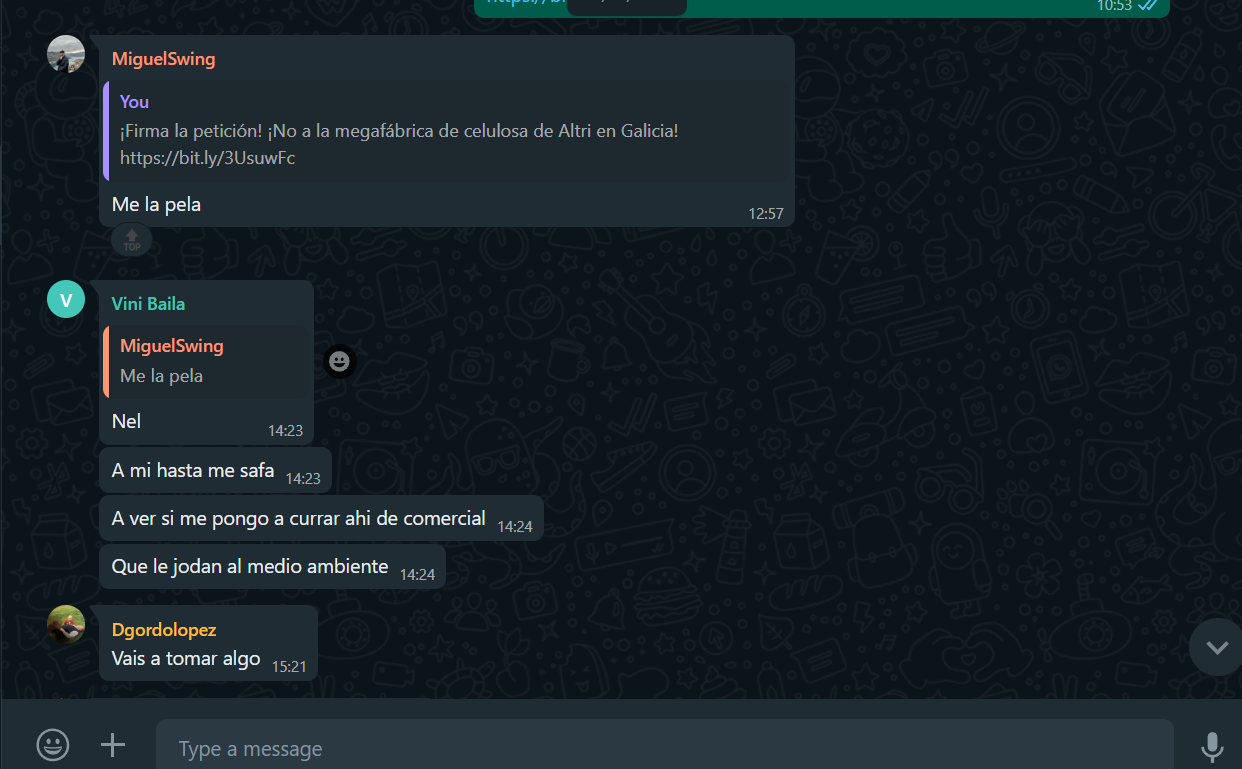 10:53
MiguelSwing
You
¡Firma la petición! ¡No a la megafábrica de celulosa de Altri en Galicia!
https://bit.ly/3UsuwFc
Me la pela
12:57
TOP
V
Vini Baila
MiguelSwing
Me la pela
Nel
14:23
A mi hasta me safa 14:23
A ver si me pongo a currar ahi de comercial 14:24
Que le jodan al medio ambiente 14:24
Dgordolopez
Vais a tomar algo 15:21
Type a message